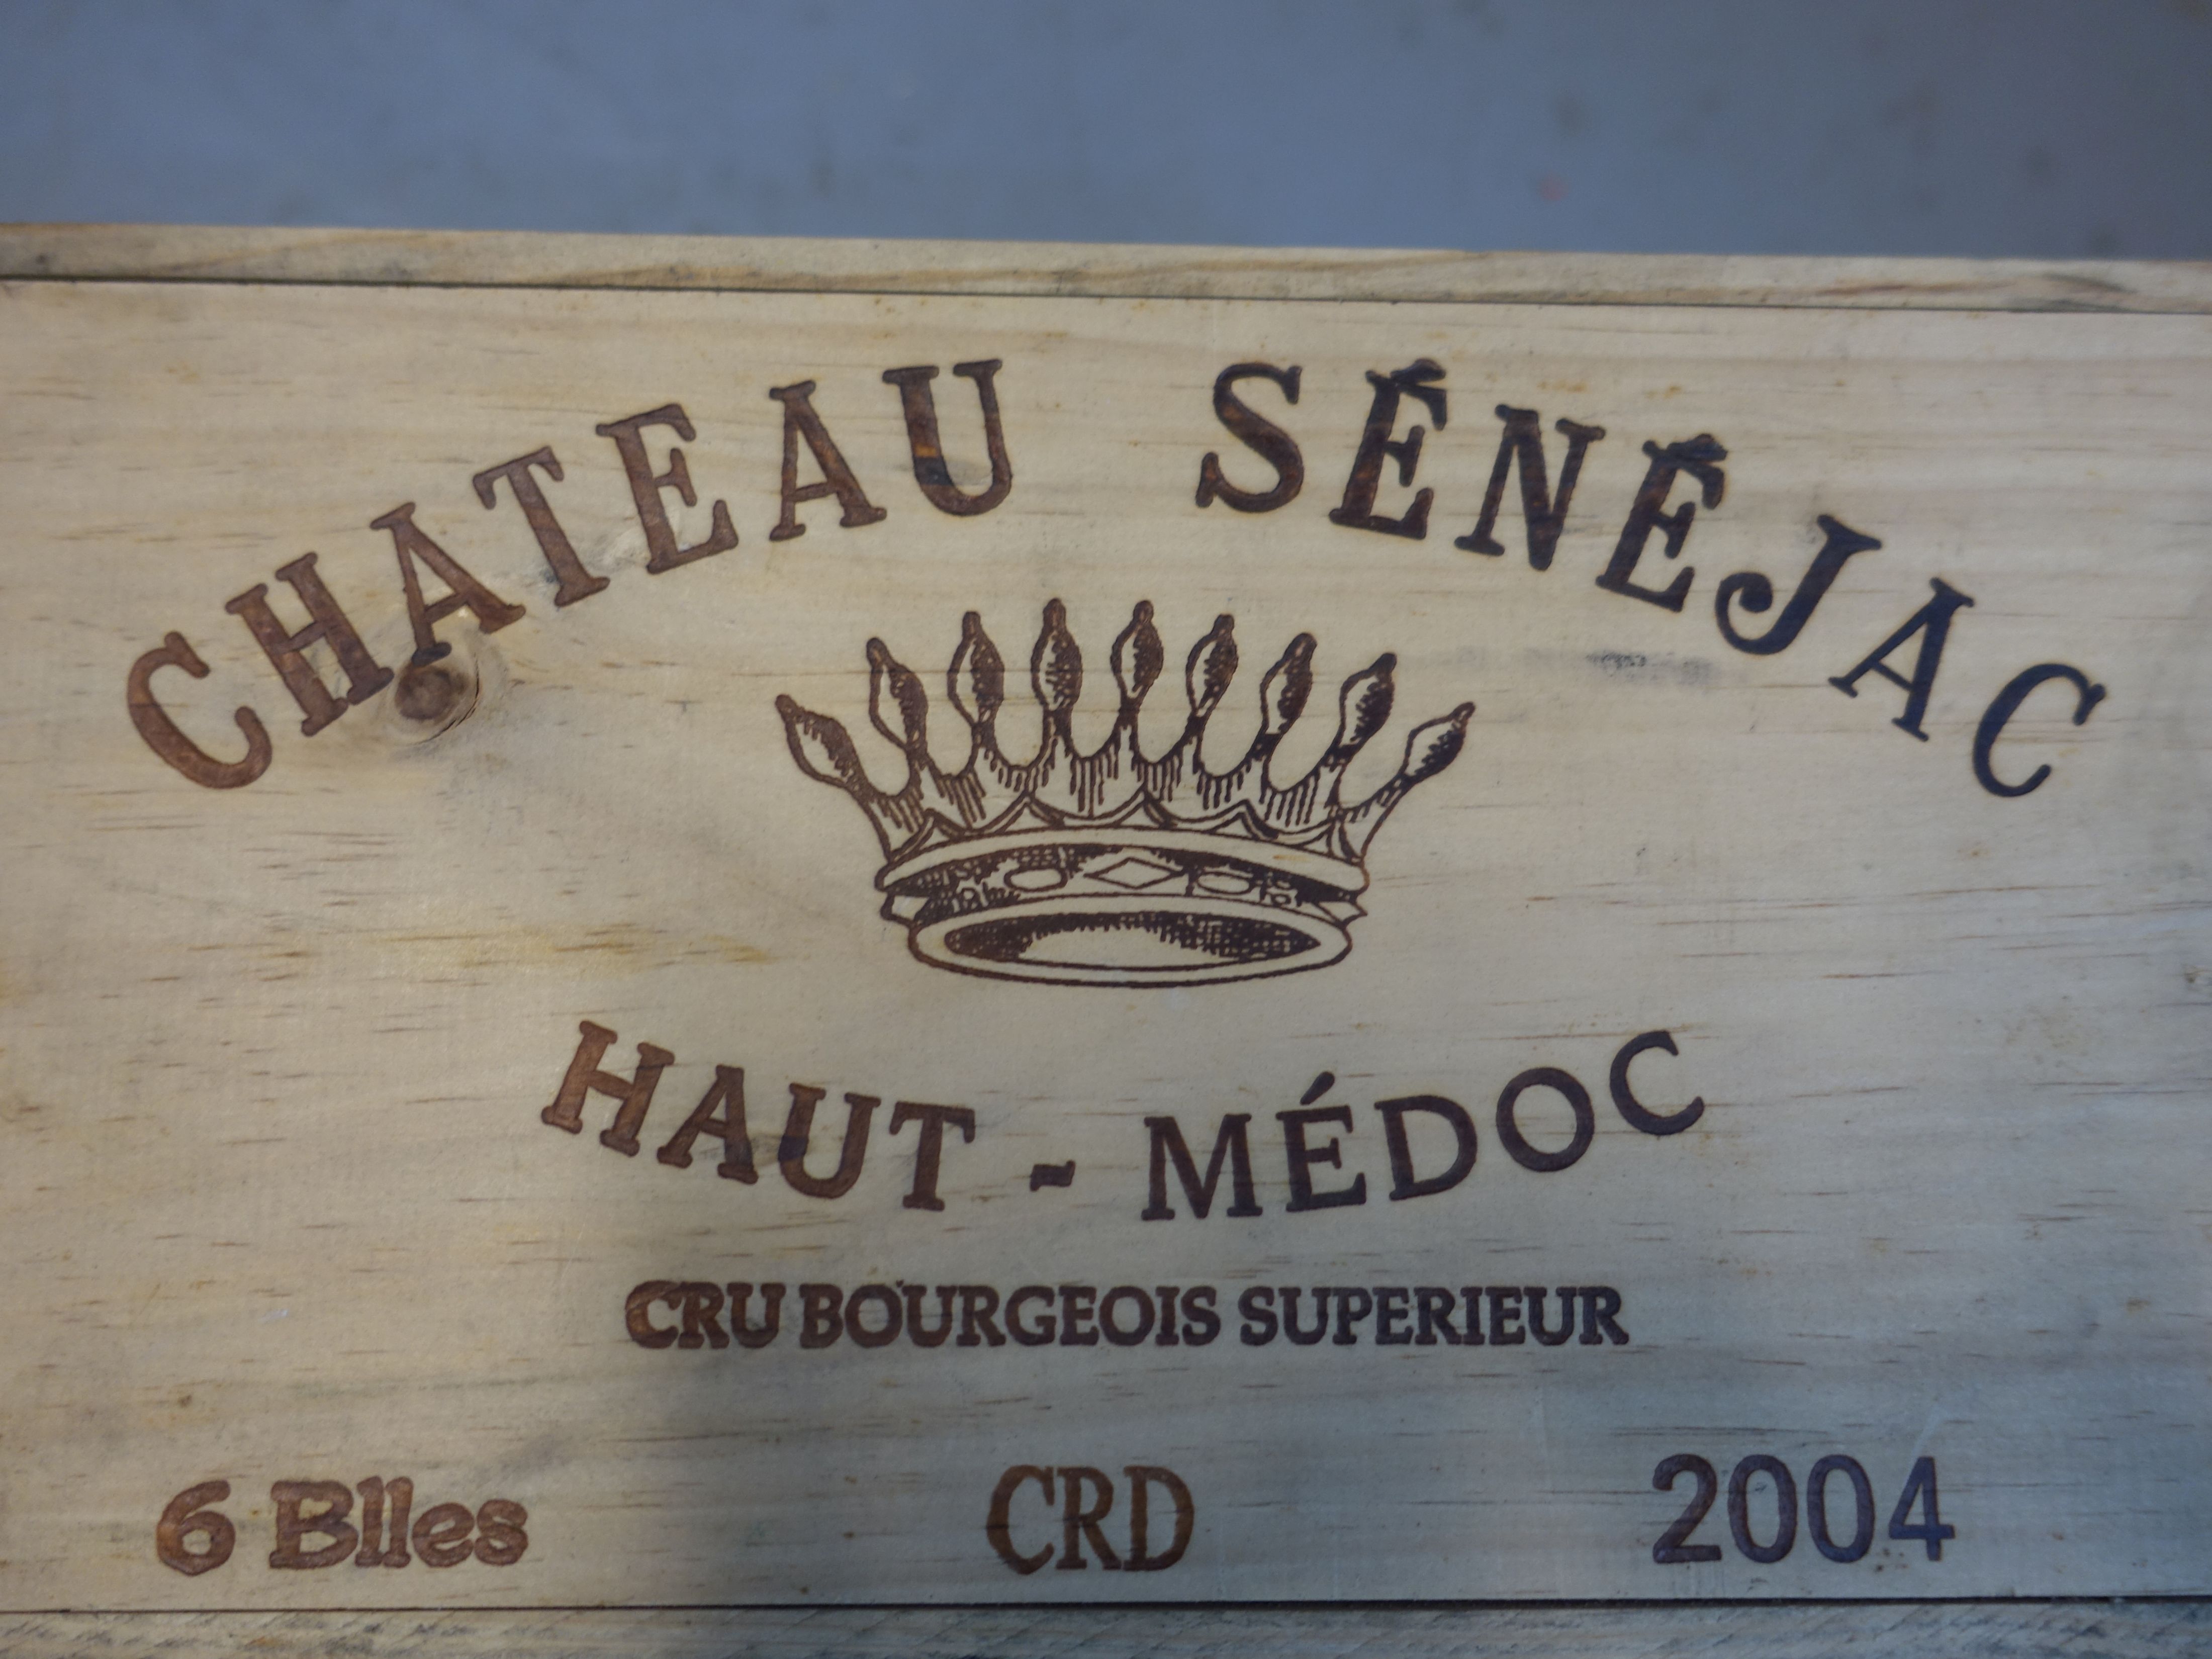 CHATEAU SÉNÉJAC
HAUT - MÉDOC
CRU BOURGEOIS SUPERIEUR
6 Blles CRD 2004